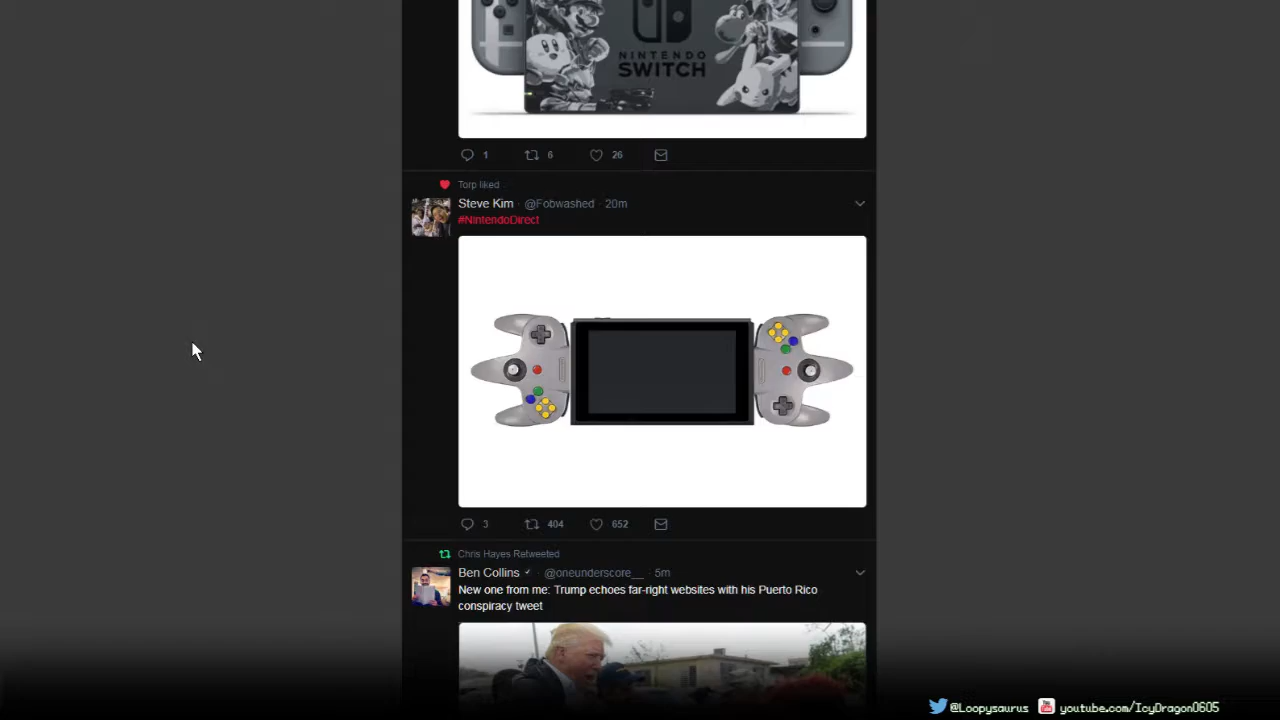 NINTENDO
SWITCH
1 6 26
Torp liked
Steve Kim @Fobwashed · 20m
#NintendoDirect
3 404 652
Chris Hayes Retweeted
Ben Collins @oneunderscore__ · 5m
New one from me: Trump echoes far-right websites with his Puerto Rico
conspiracy tweet
@Loopysaurus youtube.com/IcyDragon0605